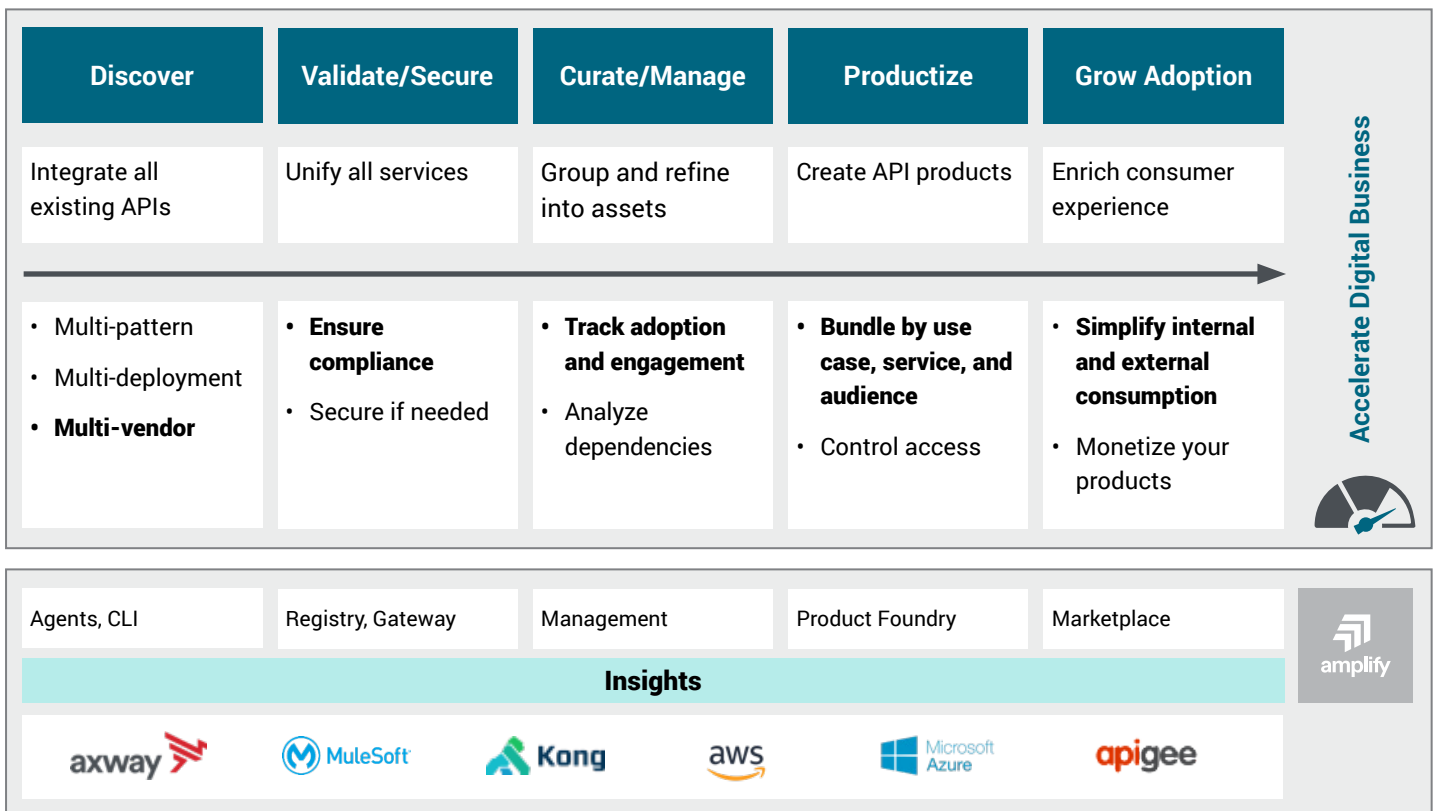 Discover
Validate/Secure
Curate/Manage
Productize
Grow Adoption
Integrate all
existing APIs
Unify all services
Group and refine
into assets
Create API products
Enrich consumer
experience
• Multi-pattern
• Multi-deployment
• Multi-vendor
• Ensure
compliance
• Secure if needed
• Track adoption
and engagement
• Analyze
dependencies
• Bundle by use
case, service, and
audience
• Control access
• Simplify internal
and external
consumption
• Monetize your
products
Accelerate Digital Business
Agents, CLI
Registry, Gateway
Management
Product Foundry
Marketplace
amplify
Insights
axway
MuleSoft
Kong
aws
Microsoft
Azure
apigee